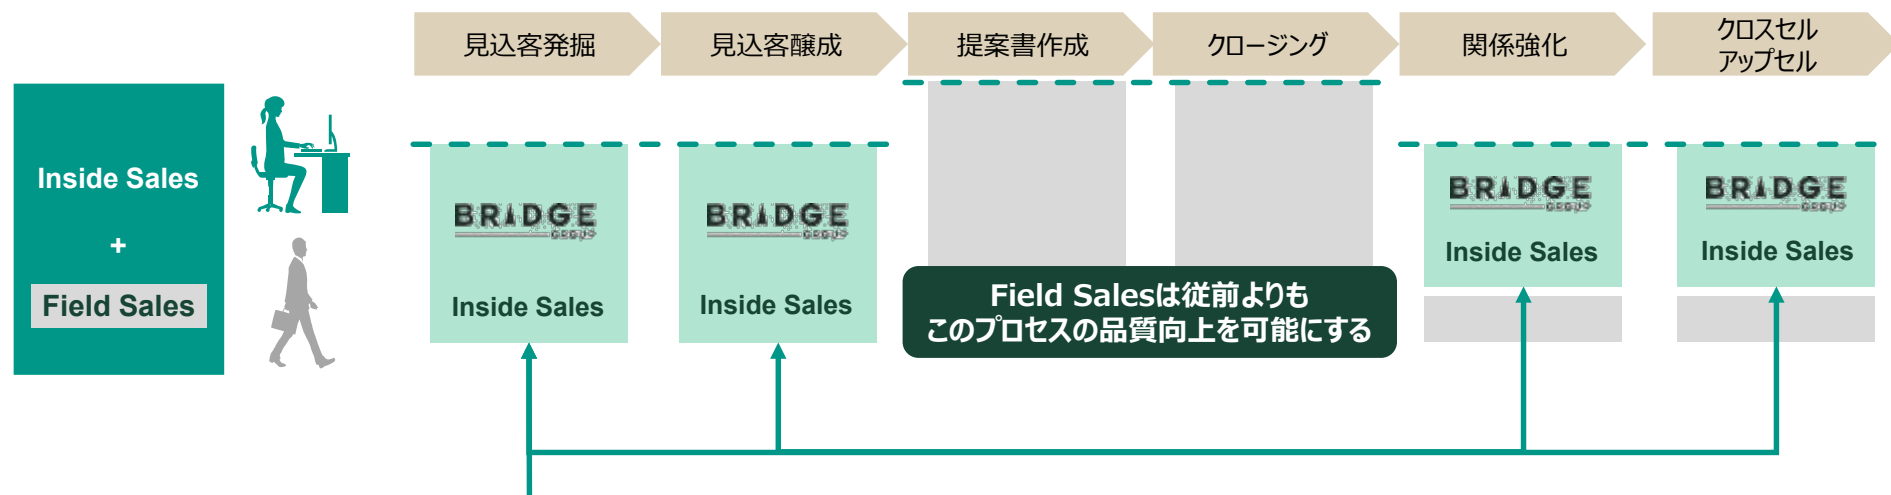 見込客発掘
見込客醸成
提案書作成
クロージング
関係強化
クロスセル
アップセル
Inside Sales
+
Field Sales
BRIDGE
GROUP
Inside Sales
BRIDGE
GROUP
Inside Sales
Field Salesは従前よりも
このプロセスの品質向上を可能にする
BRIDGE
GROUP
Inside Sales
BRIDGE
GROUP
Inside Sales